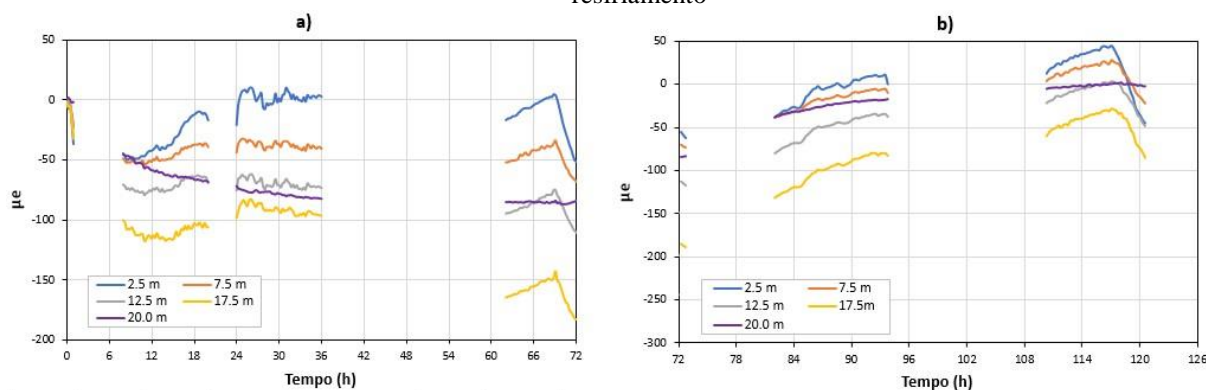 resfriamento
a)
50
0
-50
-100
-150
-200
με
2.5 m 7.5 m
12.5 m 17.5 m
20.0 m
0 6 12 18 24 30 36 42 48 54 60 66 72
Tempo (h)
b)
50
0
-50
-100
-150
-200
-250
-300
με
2.5 m 7.5 m
12.5 m 17.5m
20.0 m
72 78 84 90 96 102 108 114 120 126
Tempo (h)